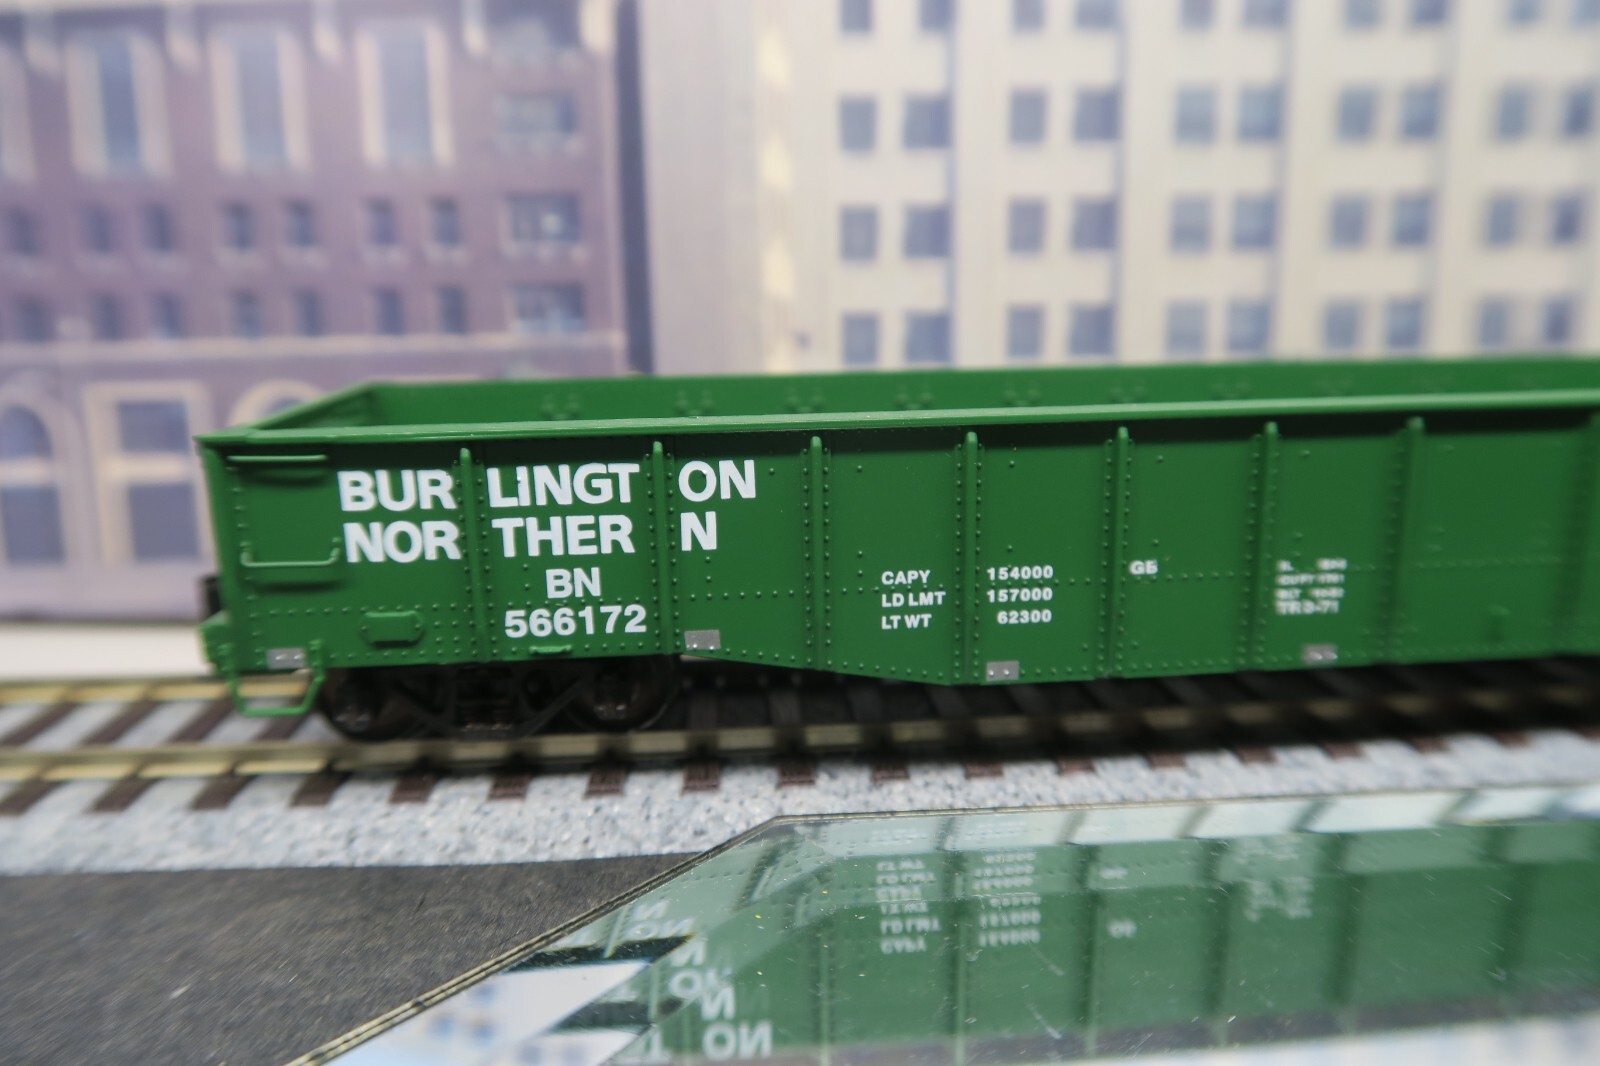 BURLINGTON
NORTHERN
BN
566172
CAPY 154000
LD LMT 157000
LT WT 62300